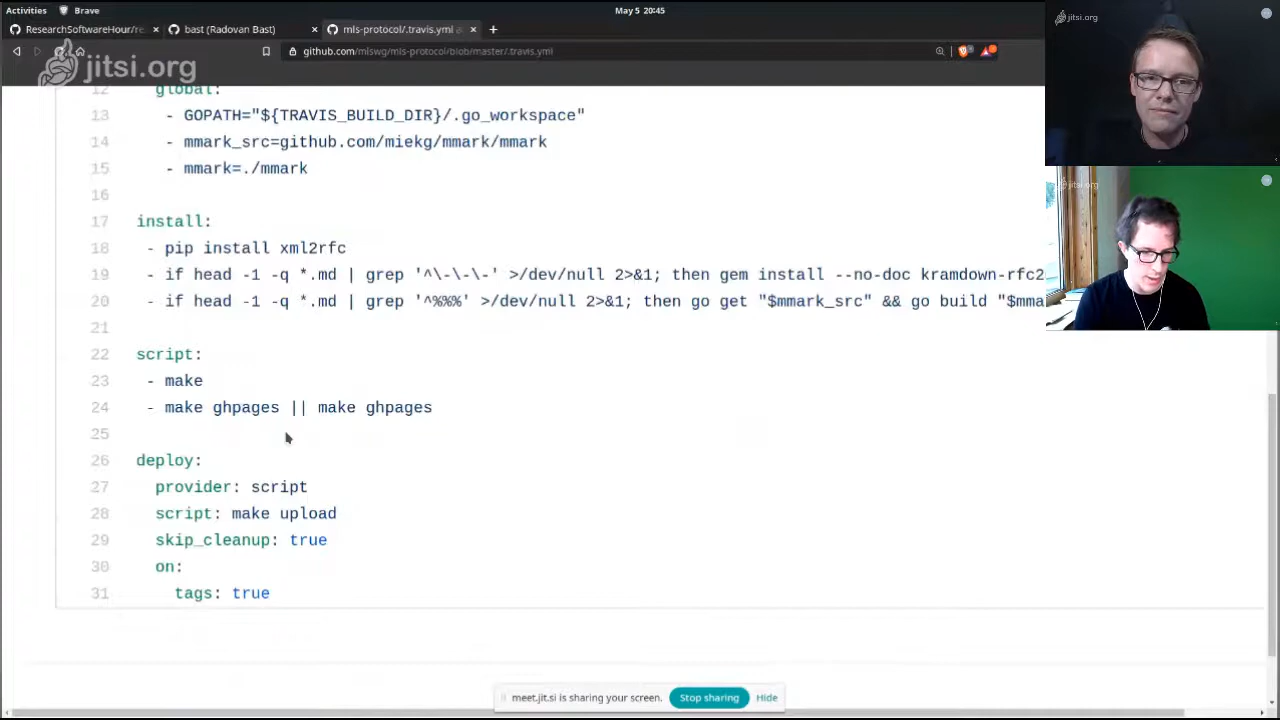 Activities
Brave
May 5 20:45
ResearchSoftwareHour/re
bast (Radovan Bast)
mls-protocol/.travis.yml a
github.com/mlswg/mls-protocol/blob/master/.travis.yml
jitsi.org
jitsi.org
jitsi.org
12 global:
13 - GOPATH="${TRAVIS_BUILD_DIR}/.go_workspace"
14 - mmark_src=github.com/miekg/mmark/mmark
15 - mmark=./mmark
16
17 install:
18 - pip install xml2rfc
19 - if head -1 -q *.md | grep '^\-\-\-' >/dev/null 2>&1; then gem install --no-doc kramdown-rfc2
20 - if head -1 -q *.md | grep '^%%%' >/dev/null 2>&1; then go get "$mmark_src" && go build "$mma
21
22 script:
23 - make
24 - make ghpages || make ghpages
25
26 deploy:
27 provider: script
28 script: make upload
29 skip_cleanup: true
30 on:
31 tags: true
meet.jit.si is sharing your screen.
Stop sharing
Hide